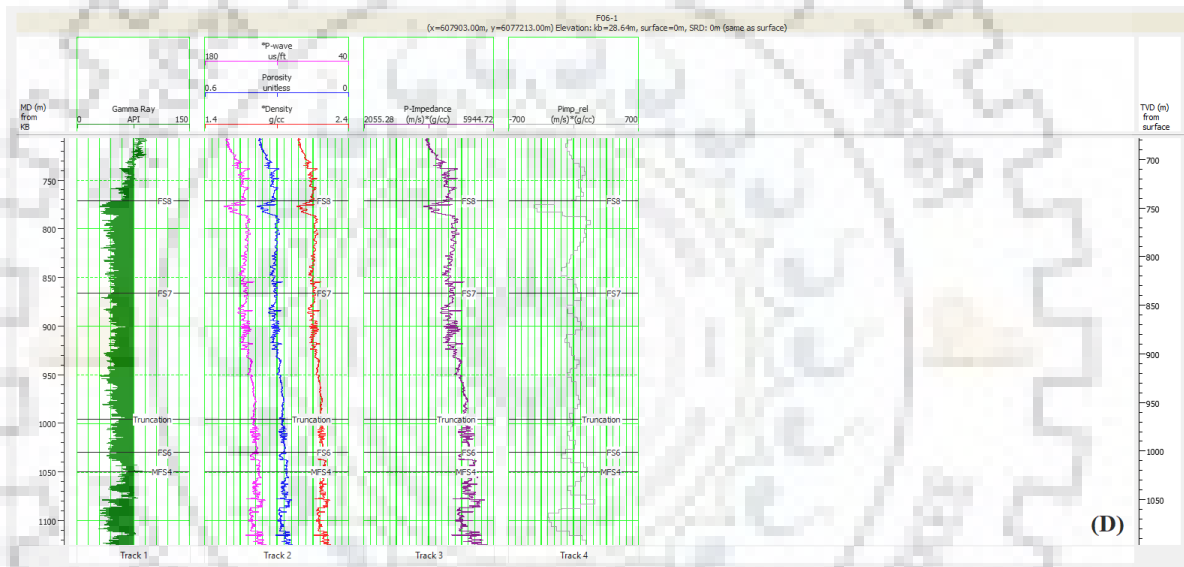 F06-1
(x=607903.00m, y=6077213.00m) Elevation: kb=28.64m, surface=0m, SRD: 0m (same as surface)
*P-wave
180 us/ft 40
Porosity
0.6 unitless 0
MD (m)
from
KB
Gamma Ray
0 API 150
*Density
1.4 g/cc 2.4
P-Impedance
2055.28 (m/s)*(g/cc) 5944.72
Pimp_rel
-700 (m/s)*(g/cc) 700
TVD (m)
from
surface
700
750
FS8 FS8 FS8
750
800
800
850
FS7 FS7 FS7
850
900
900
950
950
Truncation Truncation Truncation Truncation
1000
FS6 FS6 FS6 FS6
1000
1050
MFS4 MFS4 MFS4 MFS4
1050
1100
(D)
Track 1 Track 2 Track 3 Track 4